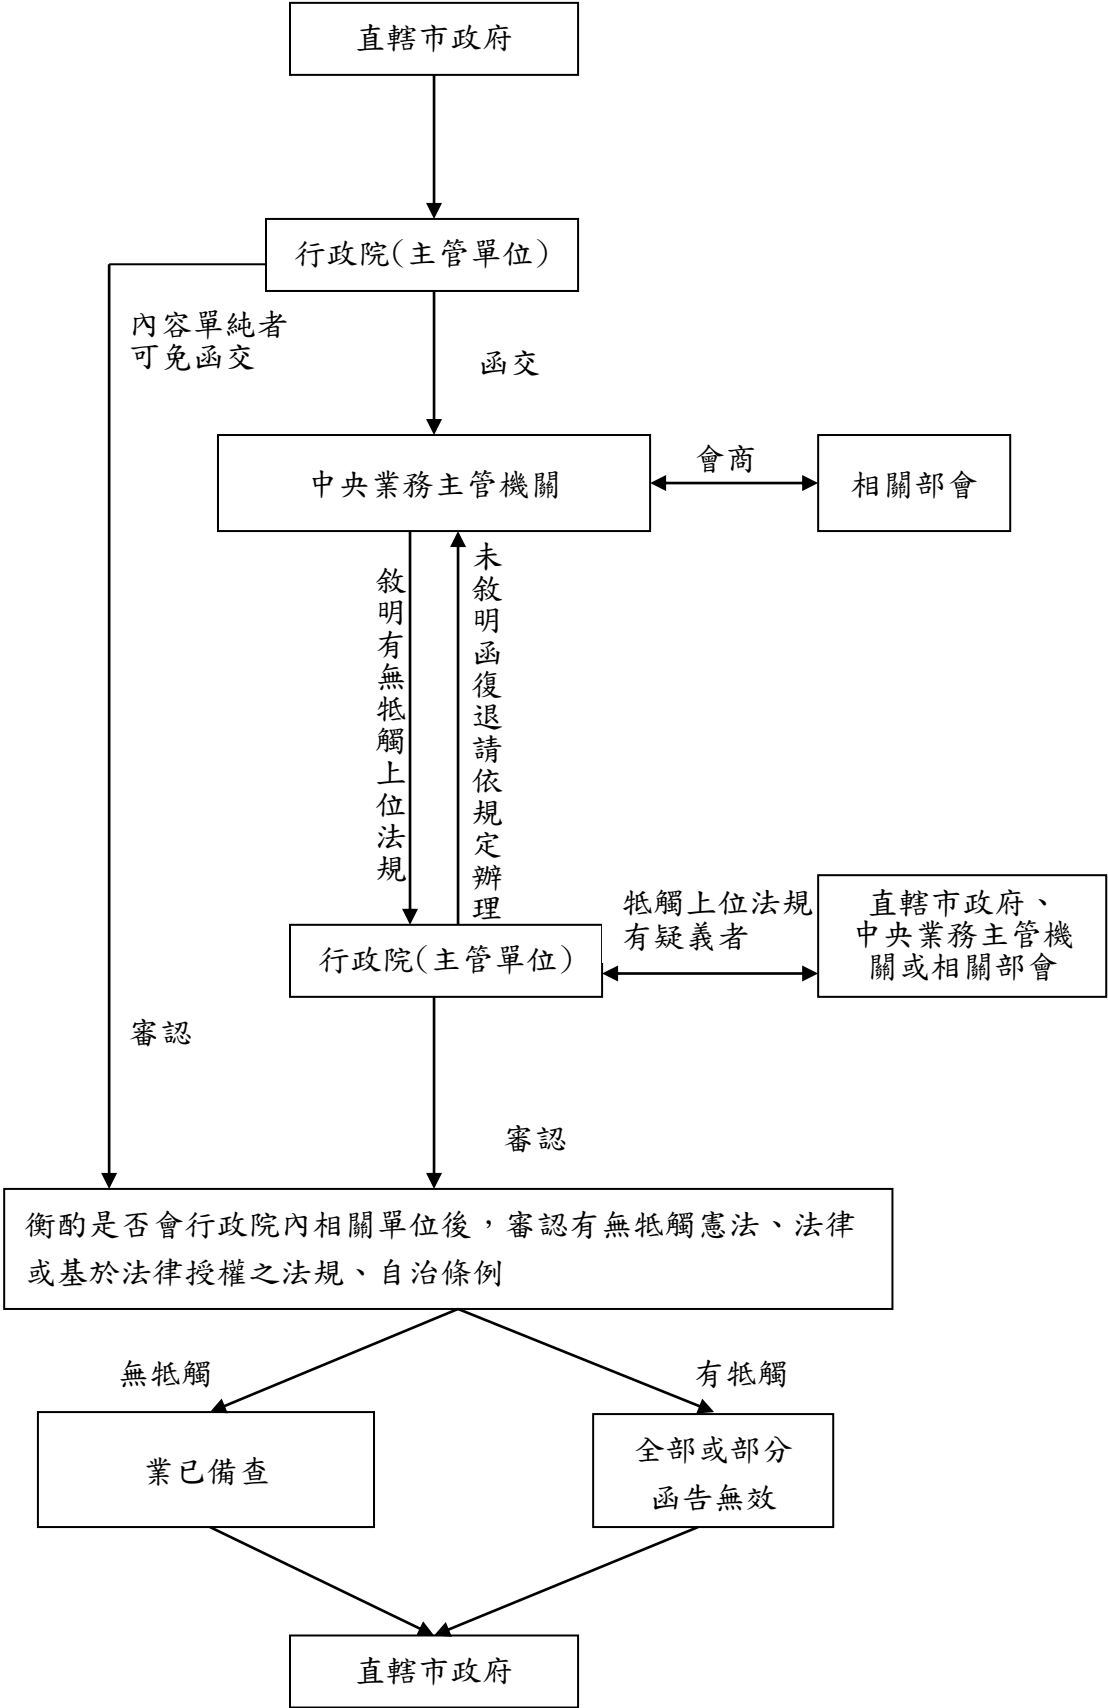 直轄市政府
行政院(主管單位)
內容單純者
可免函交
函交
中央業務主管機關
會商
相關部會
敘明有無牴觸上位法規
未敘明函復退請依規定辦理
行政院(主管單位)
牴觸上位法規
有疑義者
直轄市政府、
中央業務主管機
關或相關部會
審認
審認
衡酌是否會行政院內相關單位後，審認有無牴觸憲法、法律
或基於法律授權之法規、自治條例
無牴觸
有牴觸
業已備查
全部或部分
函告無效
直轄市政府